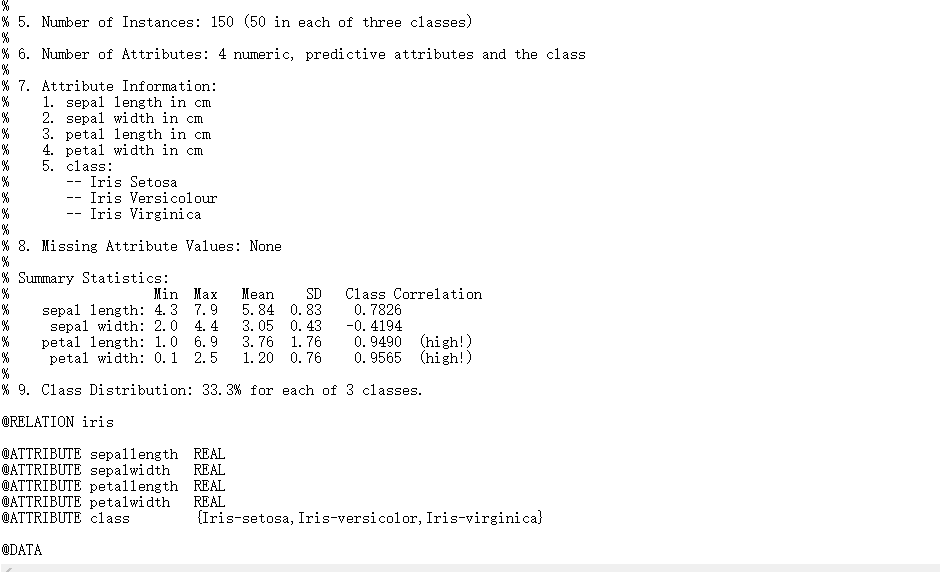 %
% 5. Number of Instances: 150 (50 in each of three classes)
%
% 6. Number of Attributes: 4 numeric, predictive attributes and the class
%
% 7. Attribute Information:
%    1. sepal length in cm
%    2. sepal width in cm
%    3. petal length in cm
%    4. petal width in cm
%    5. class:
%       -- Iris Setosa
%       -- Iris Versicolour
%       -- Iris Virginica
%
% 8. Missing Attribute Values: None
%
% Summary Statistics:
%                  Min  Max   Mean    SD   Class Correlation
%    sepal length: 4.3  7.9   5.84  0.83    0.7826
%     sepal width: 2.0  4.4   3.05  0.43   -0.4194
%    petal length: 1.0  6.9   3.76  1.76    0.9490  (high!)
%     petal width: 0.1  2.5   1.20  0.76    0.9565  (high!)
%
% 9. Class Distribution: 33.3% for each of 3 classes.
@RELATION iris
@ATTRIBUTE sepallength  REAL
@ATTRIBUTE sepalwidth   REAL
@ATTRIBUTE petallength  REAL
@ATTRIBUTE petalwidth   REAL
@ATTRIBUTE class        {Iris-setosa,Iris-versicolor,Iris-virginica}
@DATA